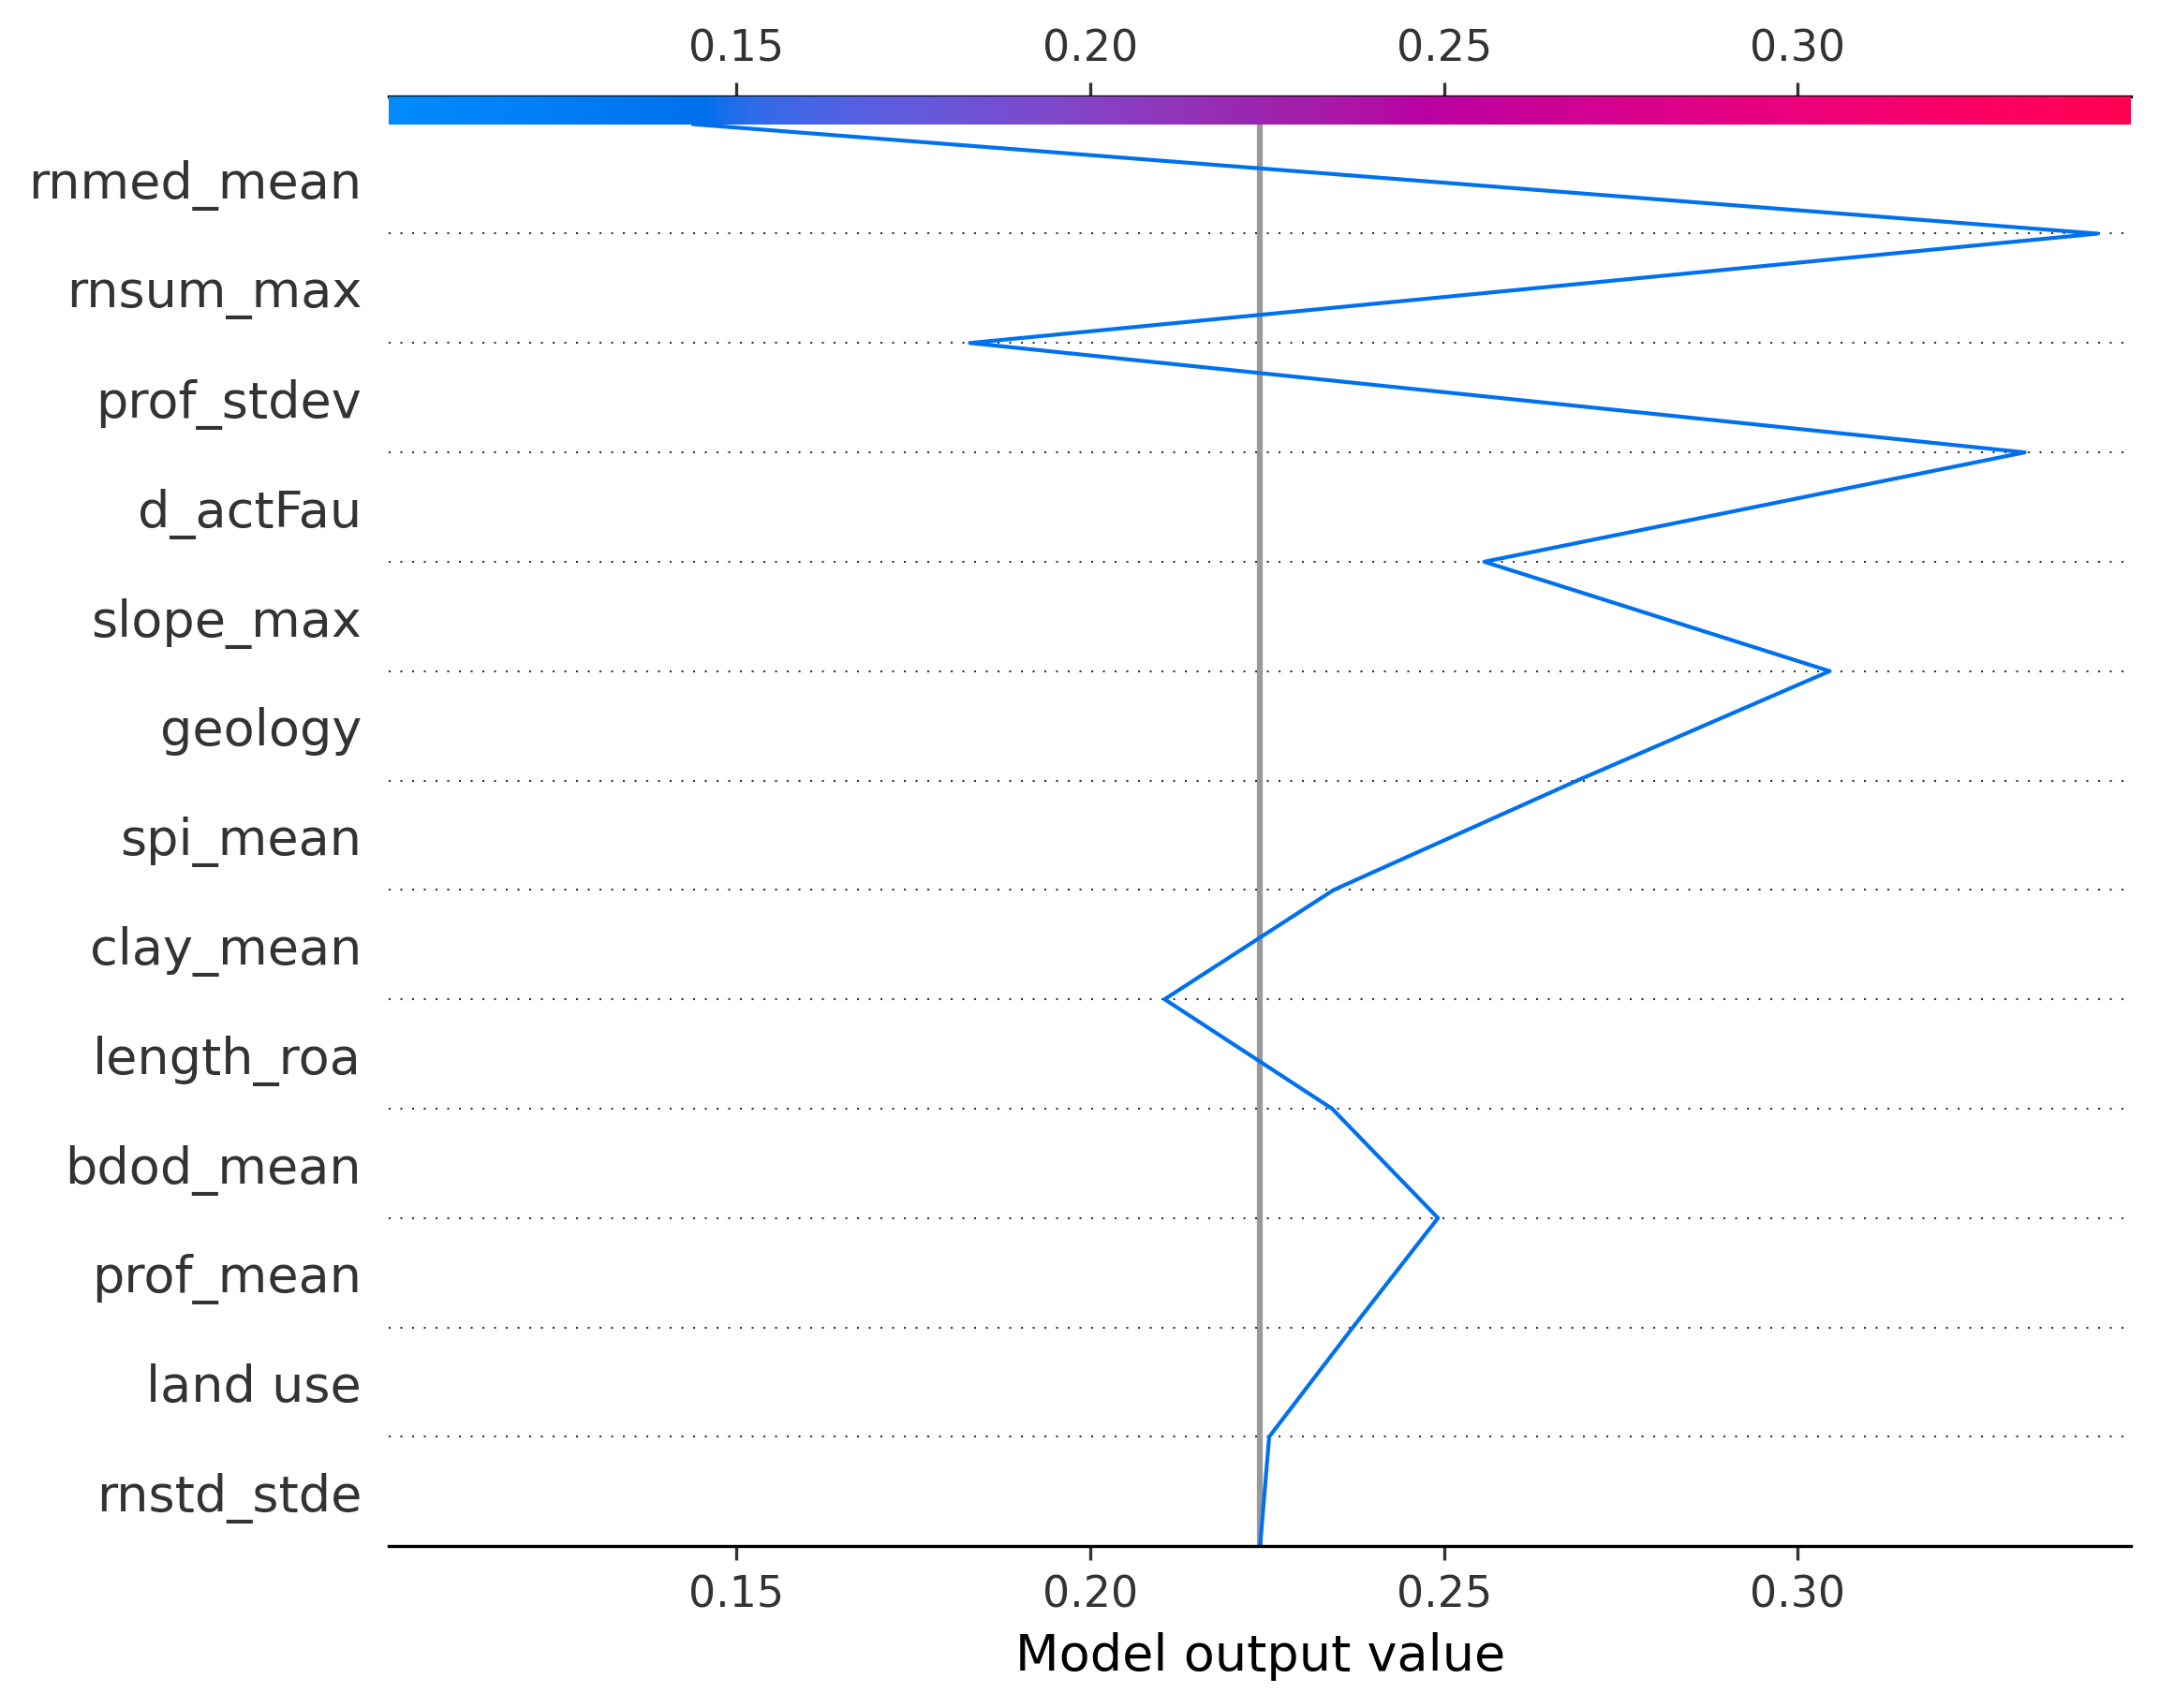 0.15 0.20 0.25 0.30
rnmed_mean
rnsum_max
prof_stdev
d_actFau
slope_max
geology
spi_mean
clay_mean
length_roa
bdod_mean
prof_mean
land use
rnstd_stde
0.15 0.20 0.25 0.30
Model output value